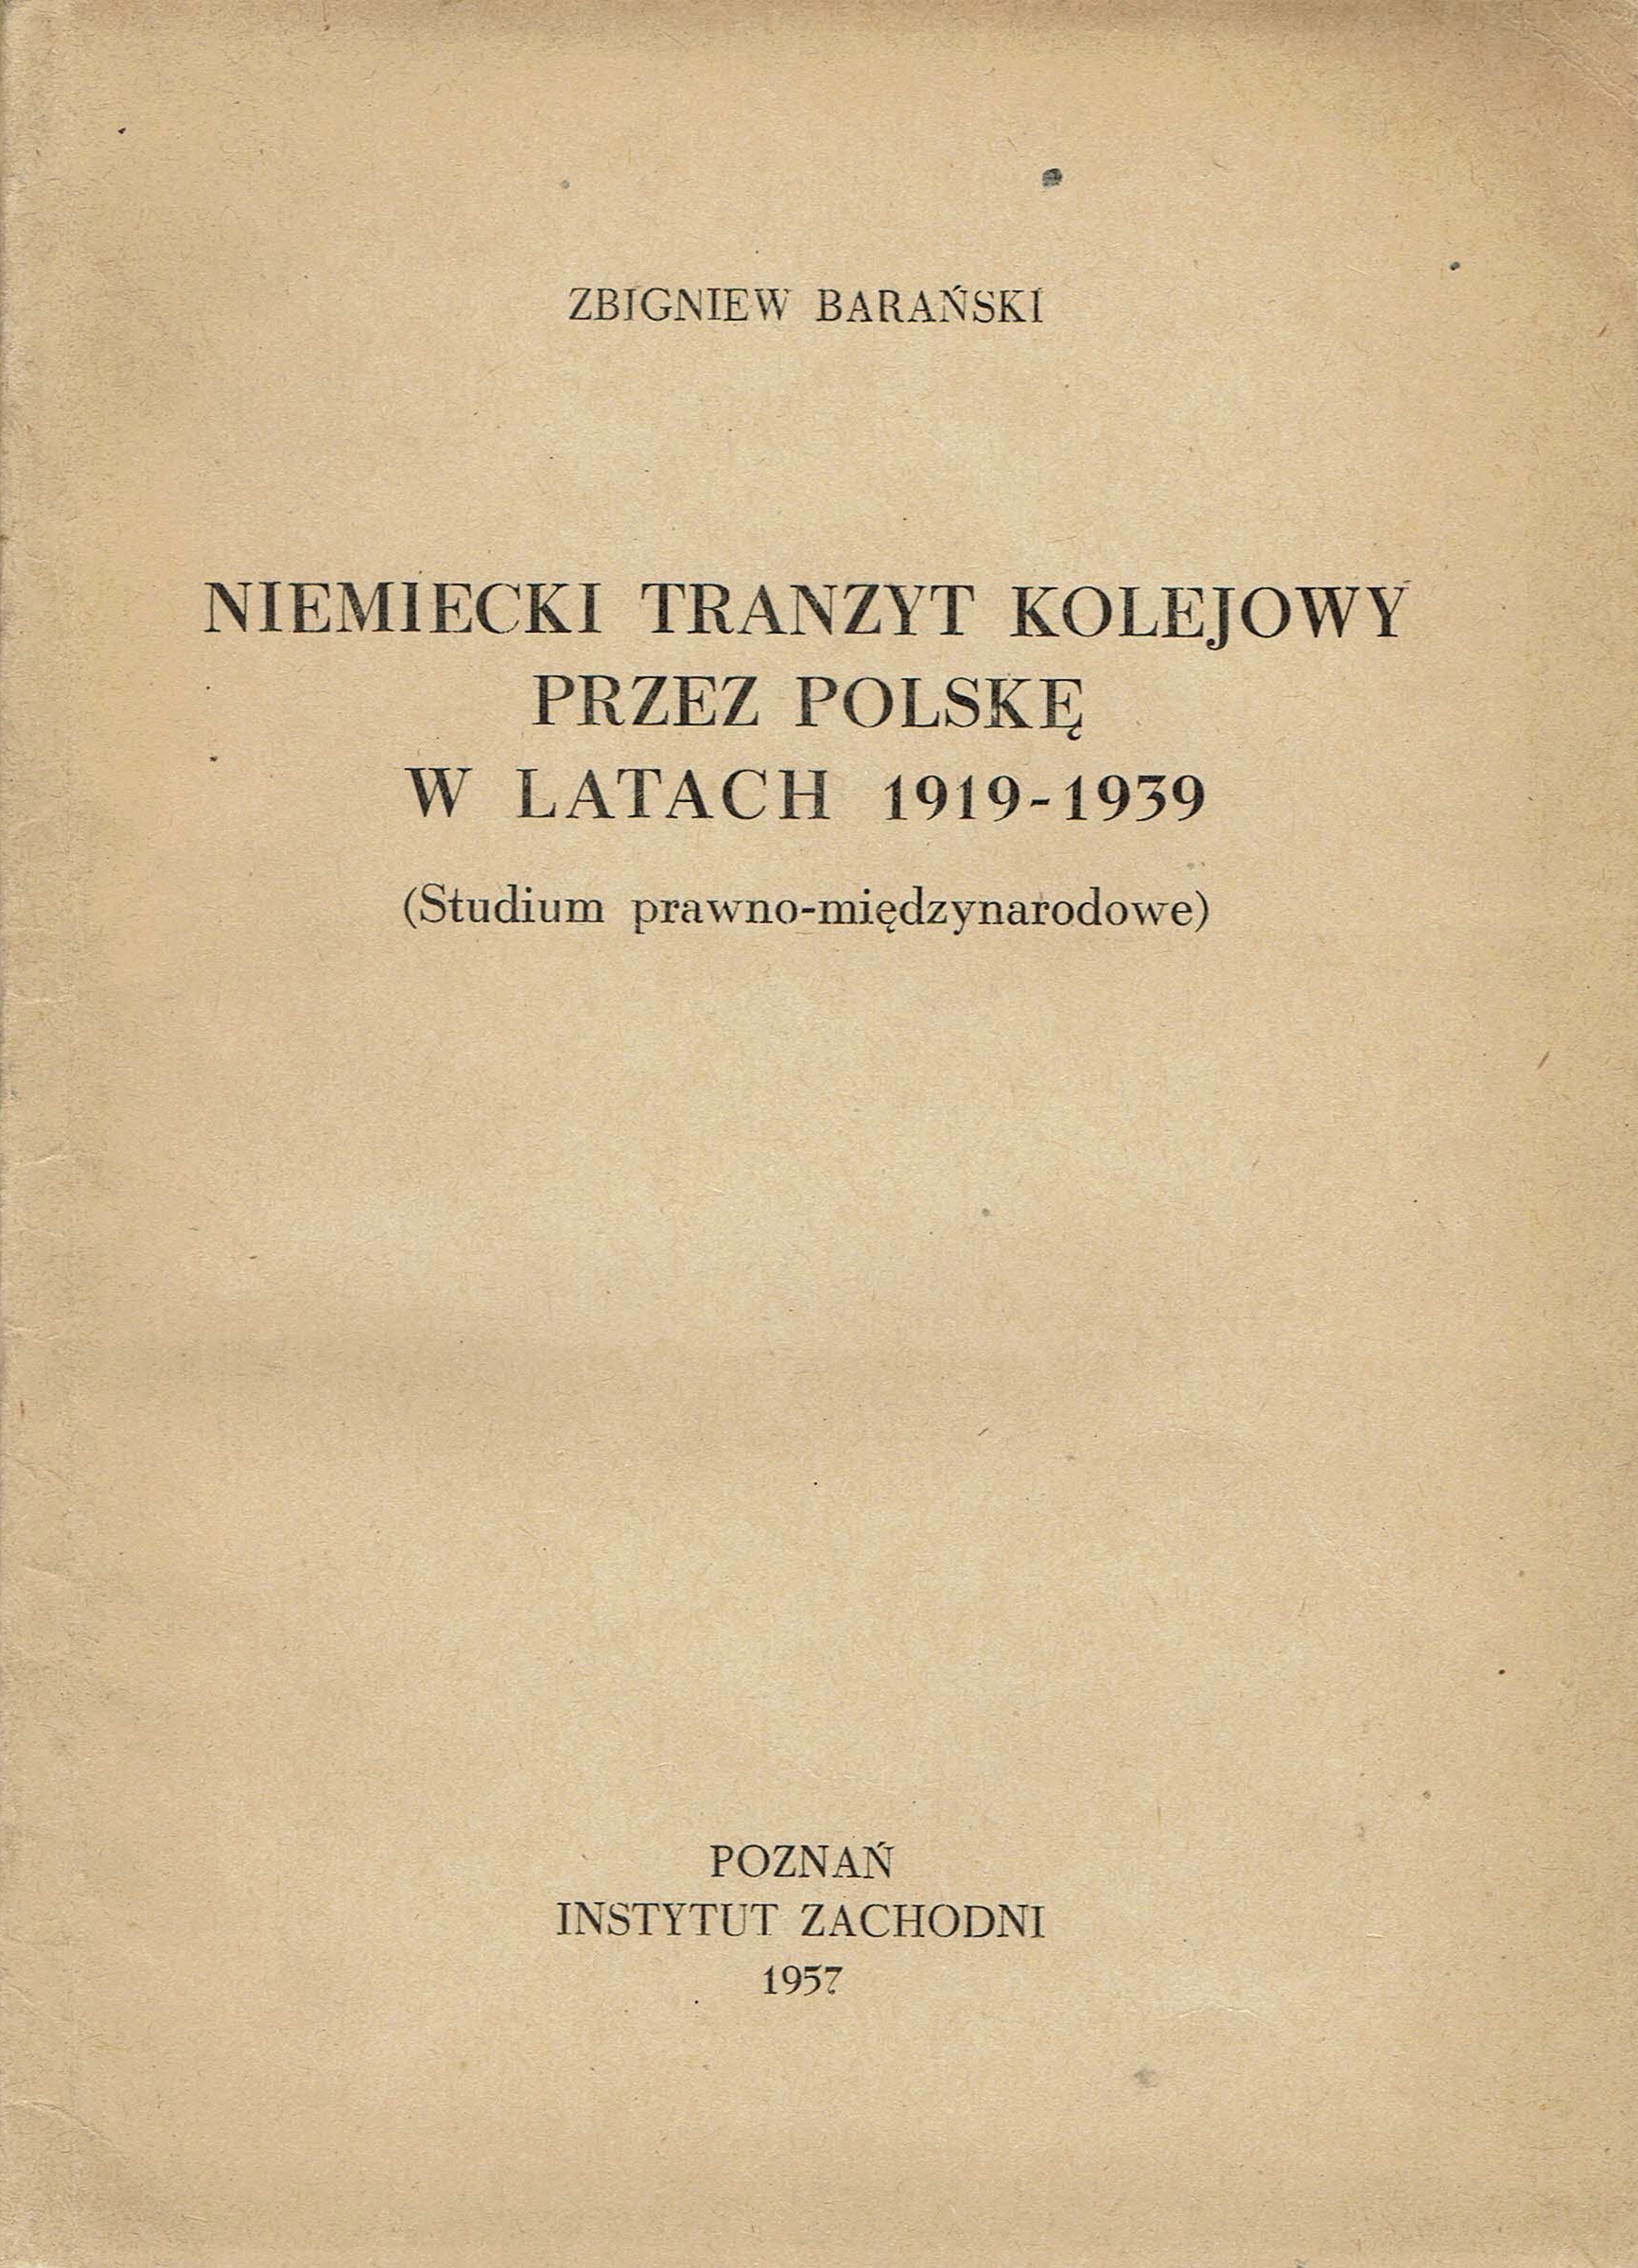 ZBIGNIEW BARAŃSKI
NIEMIECKI TRANZYT KOLEJOWY
PRZEZ POLSKĘ
W LATACH 1919-1939
(Studium prawno-międzynarodowe)
POZNAŃ
INSTYTUT ZACHODNI
1957